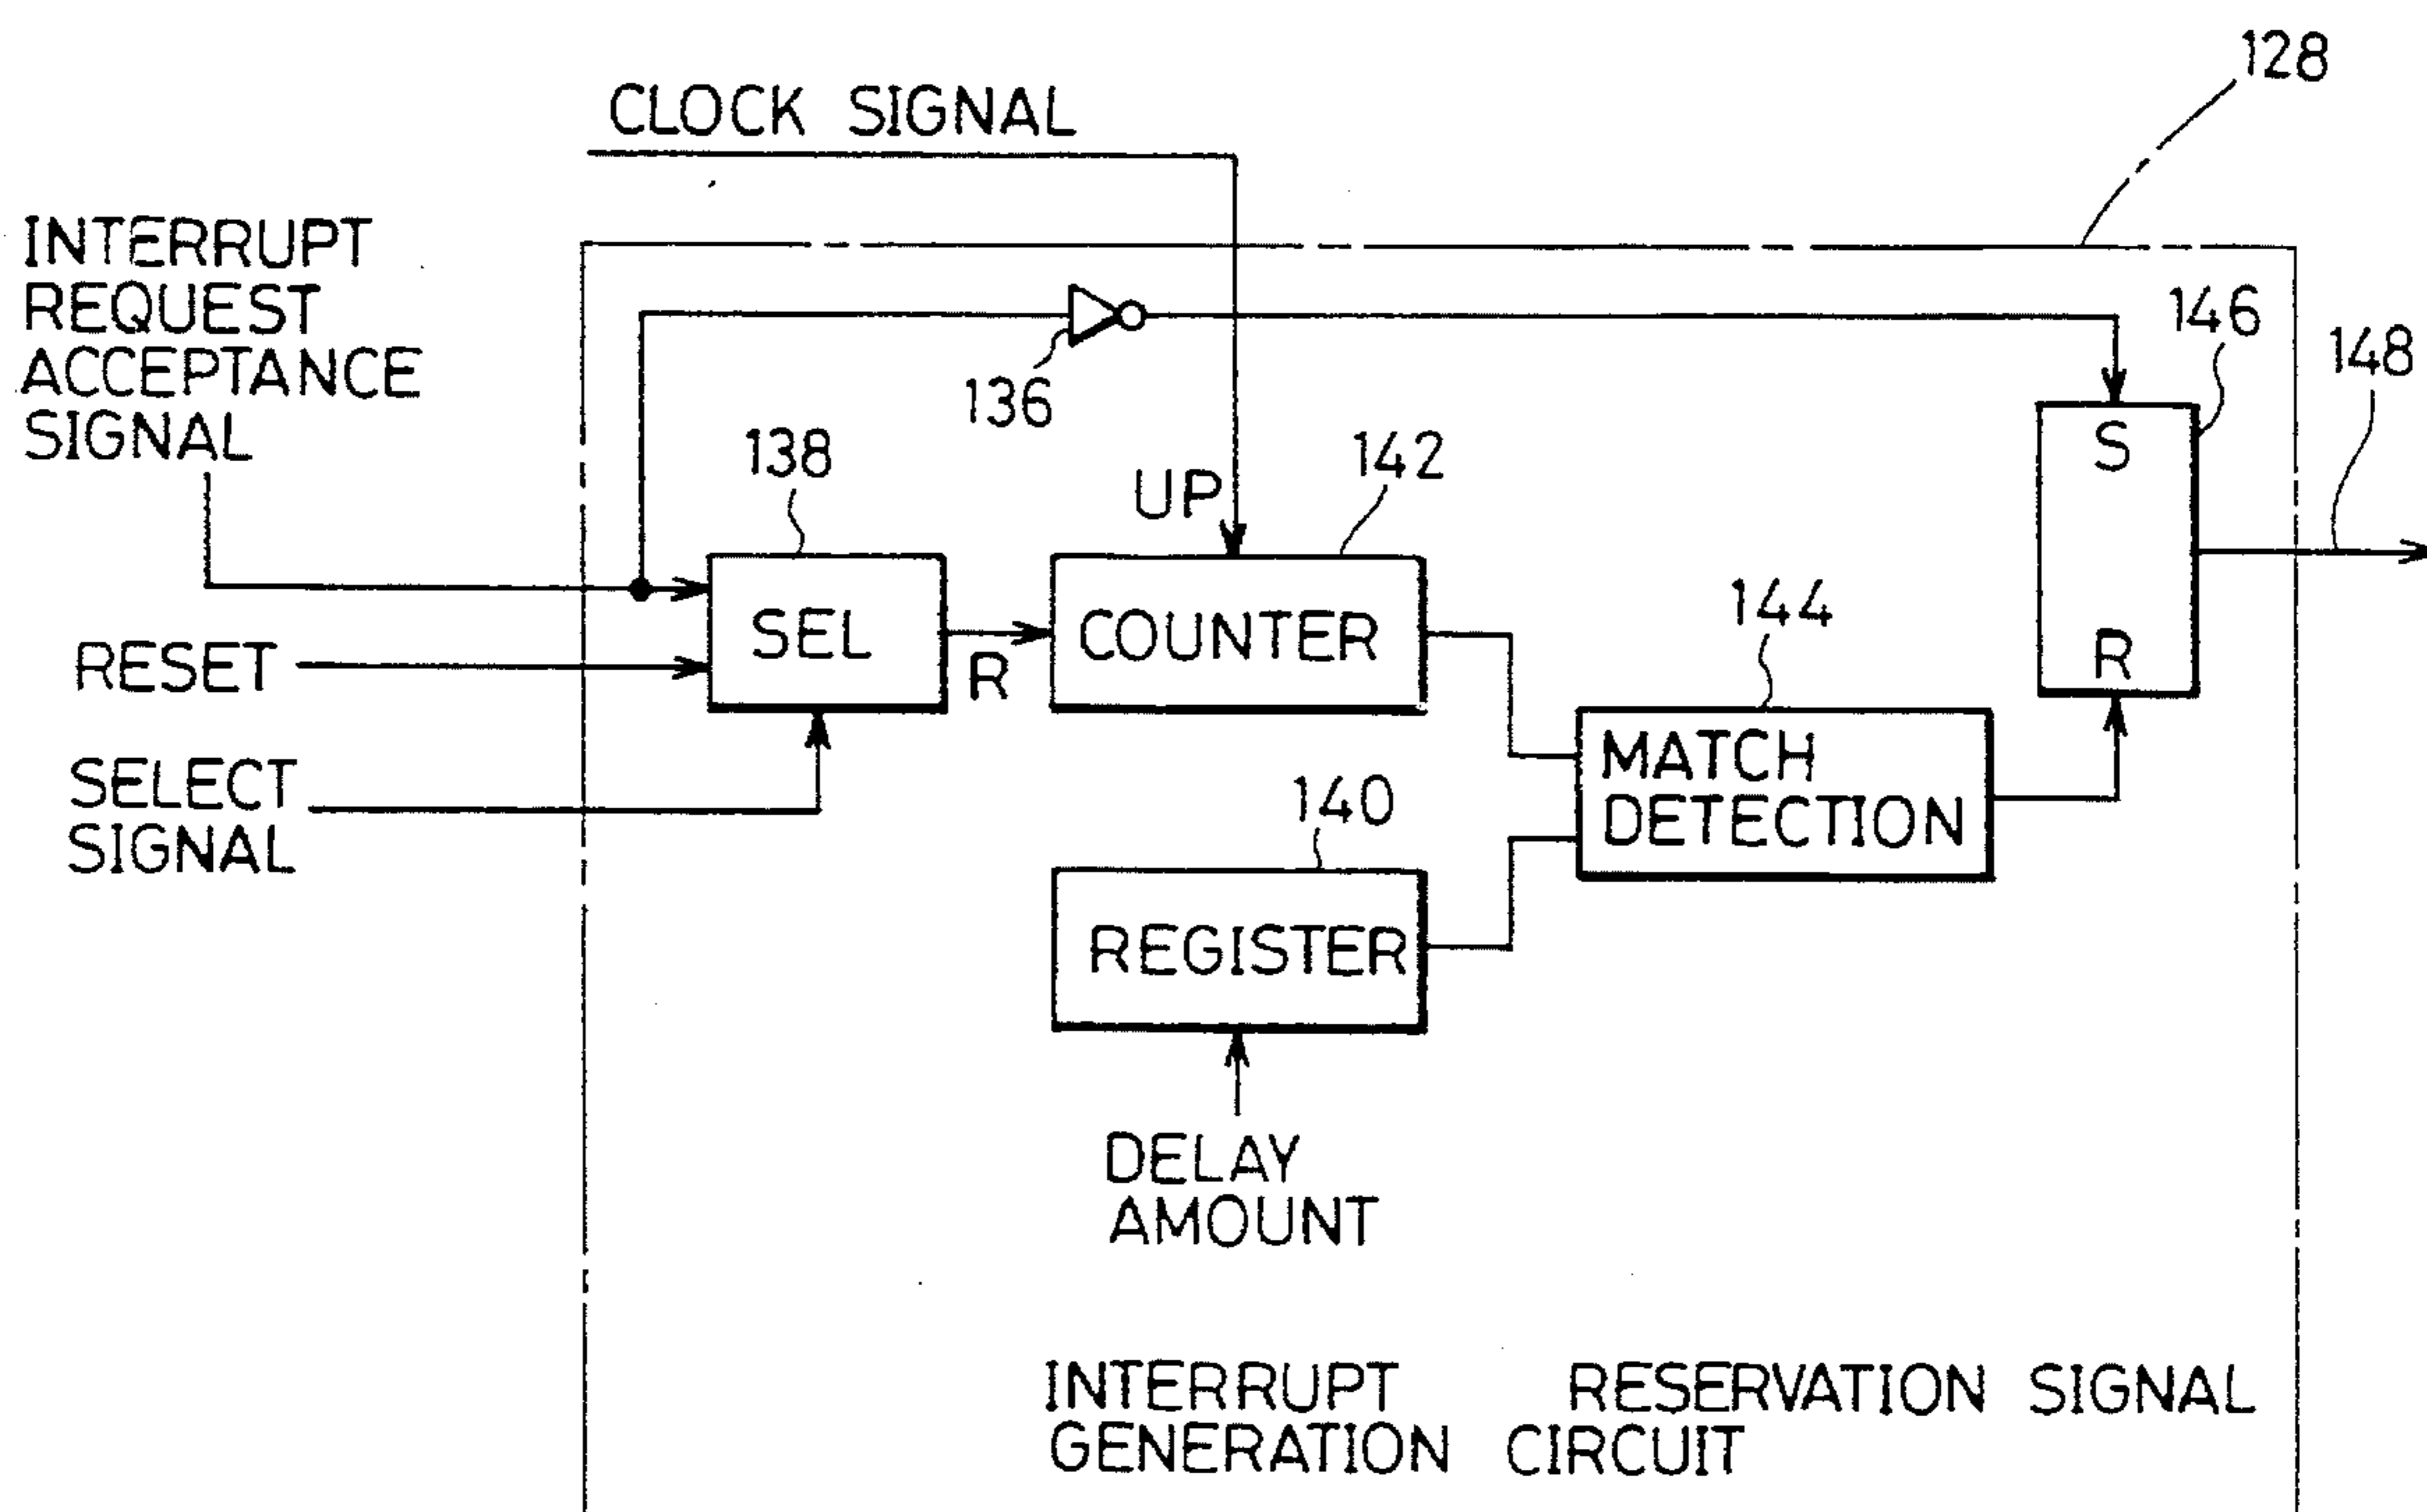 128
CLOCK SIGNAL
INTERRUPT
REQUEST
ACCEPTANCE
SIGNAL
136
146
148
138
UP
142
S
SEL
R
COUNTER
144
RESET
R
SELECT
SIGNAL
MATCH
DETECTION
140
REGISTER
DELAY
AMOUNT
INTERRUPT RESERVATION SIGNAL
GENERATION CIRCUIT